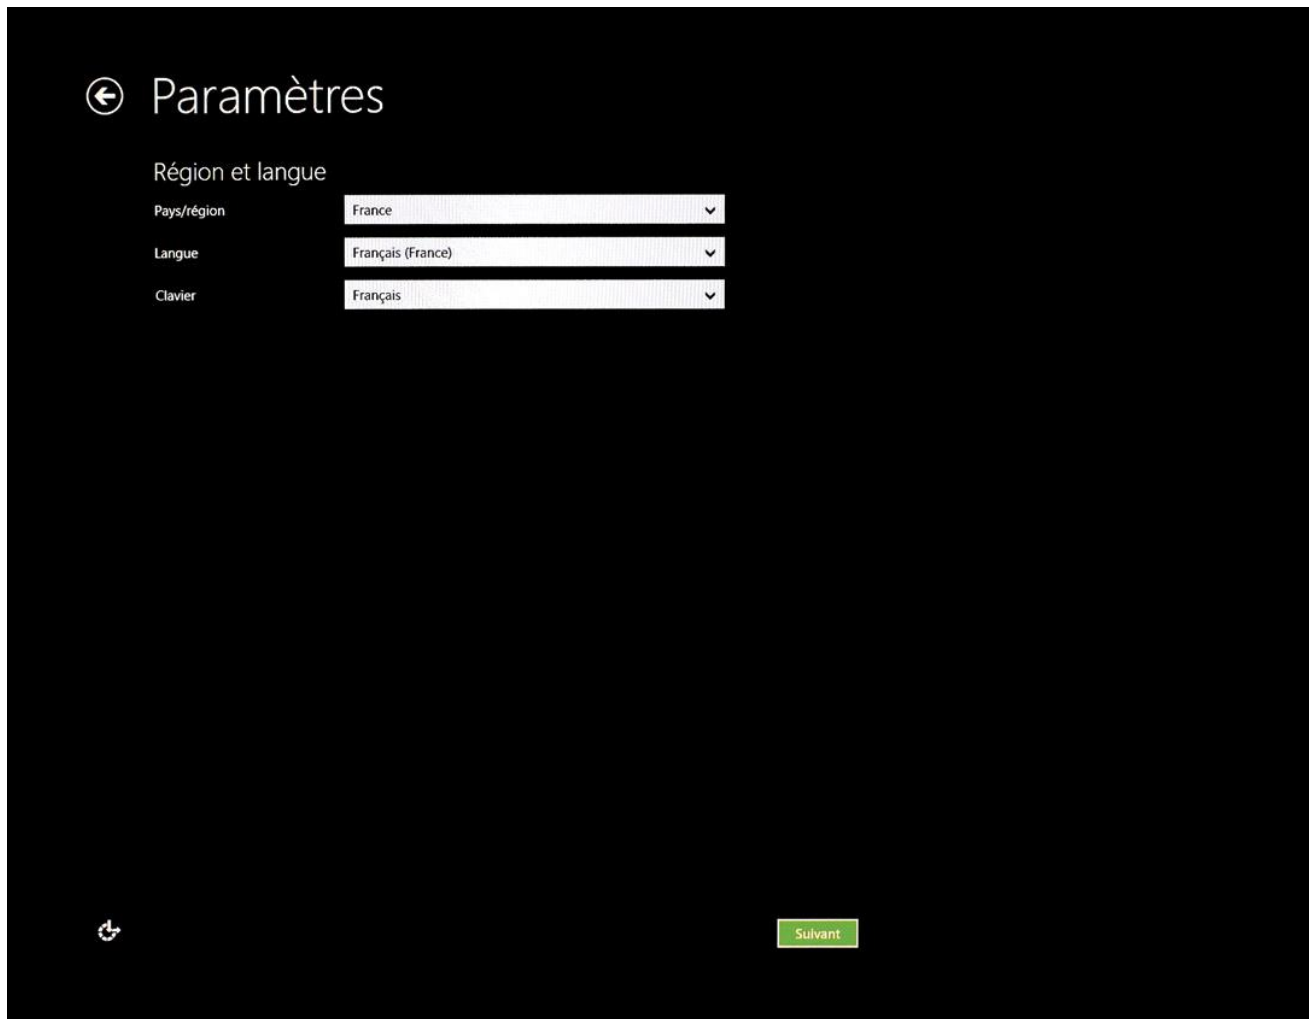 Paramètres
Région et langue
Pays/région France
Langue Français (France)
Clavier Français
Suivant